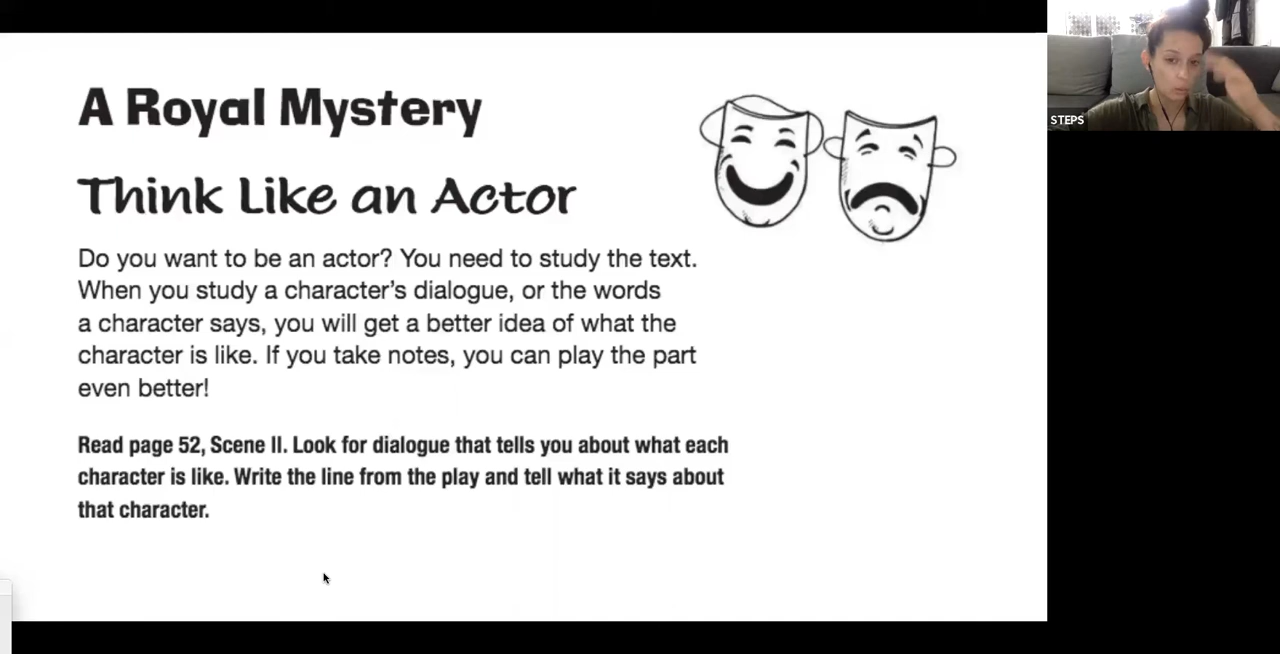 A Royal Mystery
Think Like an Actor
Do you want to be an actor? You need to study the text.
When you study a character's dialogue, or the words
a character says, you will get a better idea of what the
character is like. If you take notes, you can play the part
even better!
Read page 52, Scene II. Look for dialogue that tells you about what each
character is like. Write the line from the play and tell what it says about
that character.
STEPS